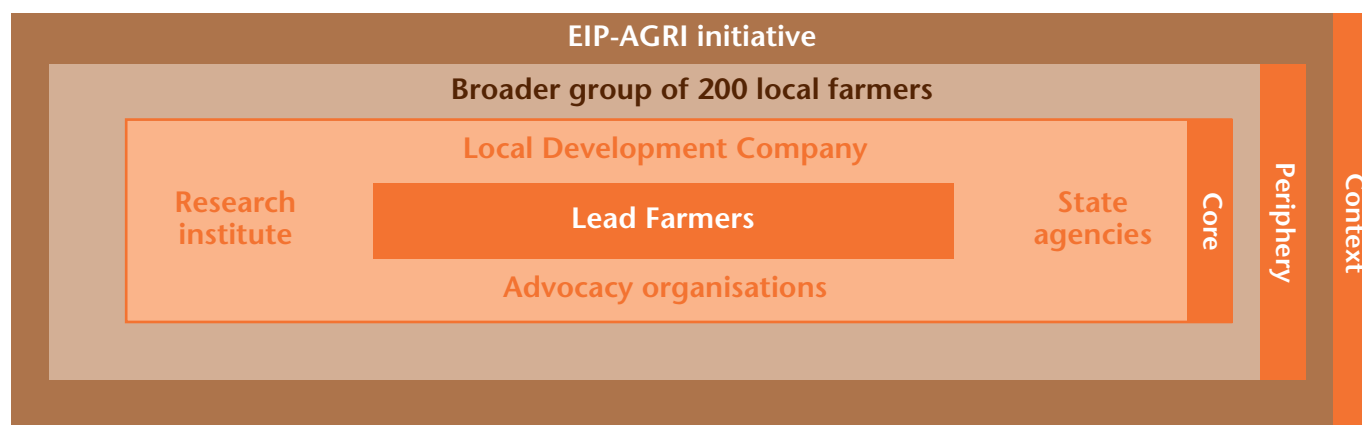 EIP-AGRI initiative
Broader group of 200 local farmers
Local Development Company
Research
institute
Lead Farmers
State
agencies
Advocacy organisations
Core
Periphery
Context